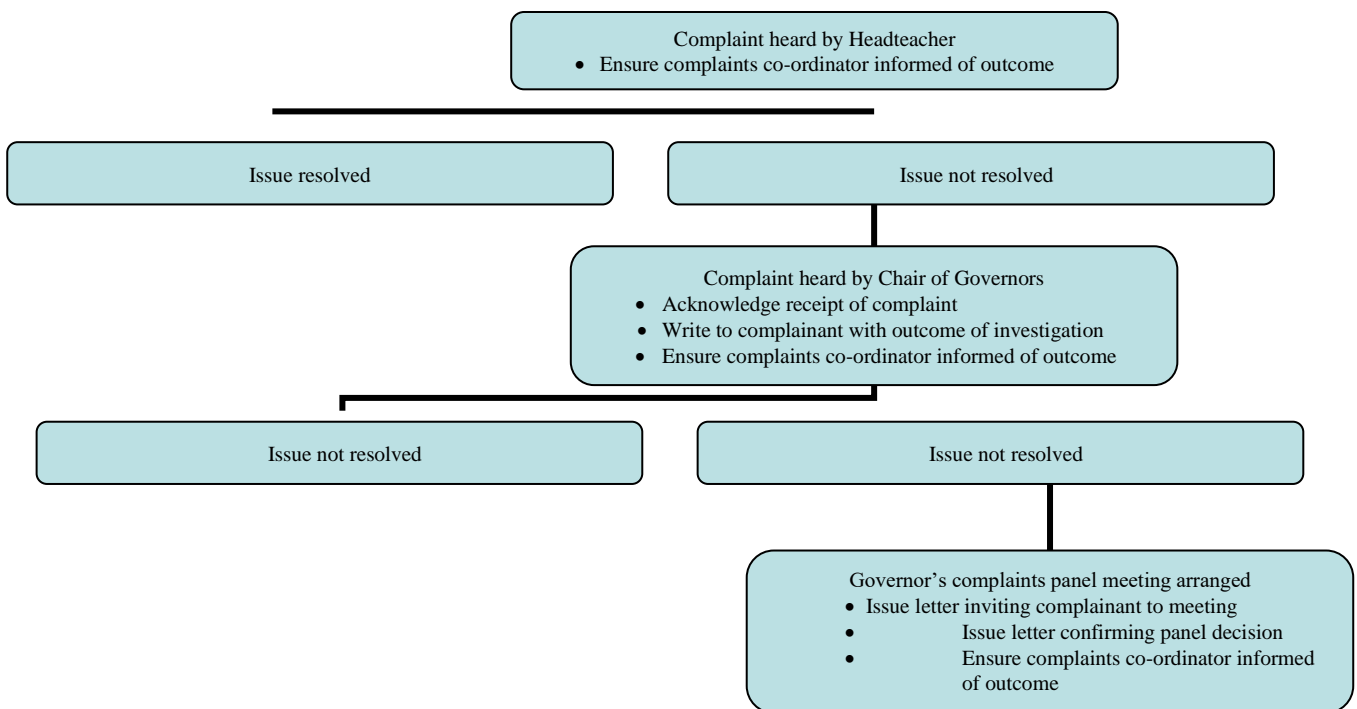 Complaint heard by Headteacher
• Ensure complaints co-ordinator informed of outcome
Issue resolved
Issue not resolved
Complaint heard by Chair of Governors
• Acknowledge receipt of complaint
• Write to complainant with outcome of investigation
• Ensure complaints co-ordinator informed of outcome
Issue not resolved
Issue not resolved
Governor’s complaints panel meeting arranged
• Issue letter inviting complainant to meeting
• Issue letter confirming panel decision
• Ensure complaints co-ordinator informed
of outcome